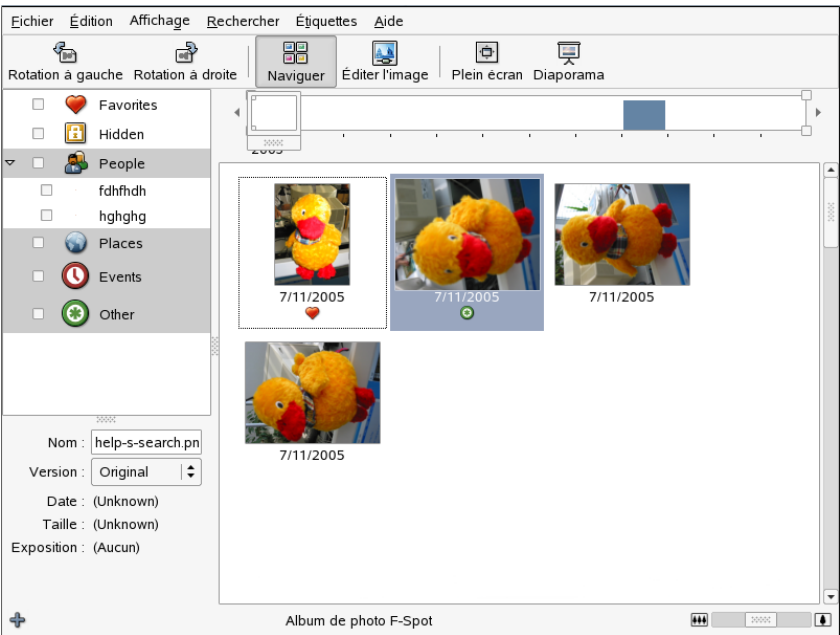 Fichier Édition Affichage Rechercher Étiquettes Aide
Rotation à gauche Rotation à droite Naviguer Éditer l'image Plein écran Diaporama
Favorites
Hidden
People
fdhfhdh
hghghg
Places
Events
Other
2005
7/11/2005 7/11/2005 7/11/2005
7/11/2005
Nom : help-s-search.pn
Version : Original
Date : (Unknown)
Taille : (Unknown)
Exposition : (Aucun)
Album de photo F-Spot